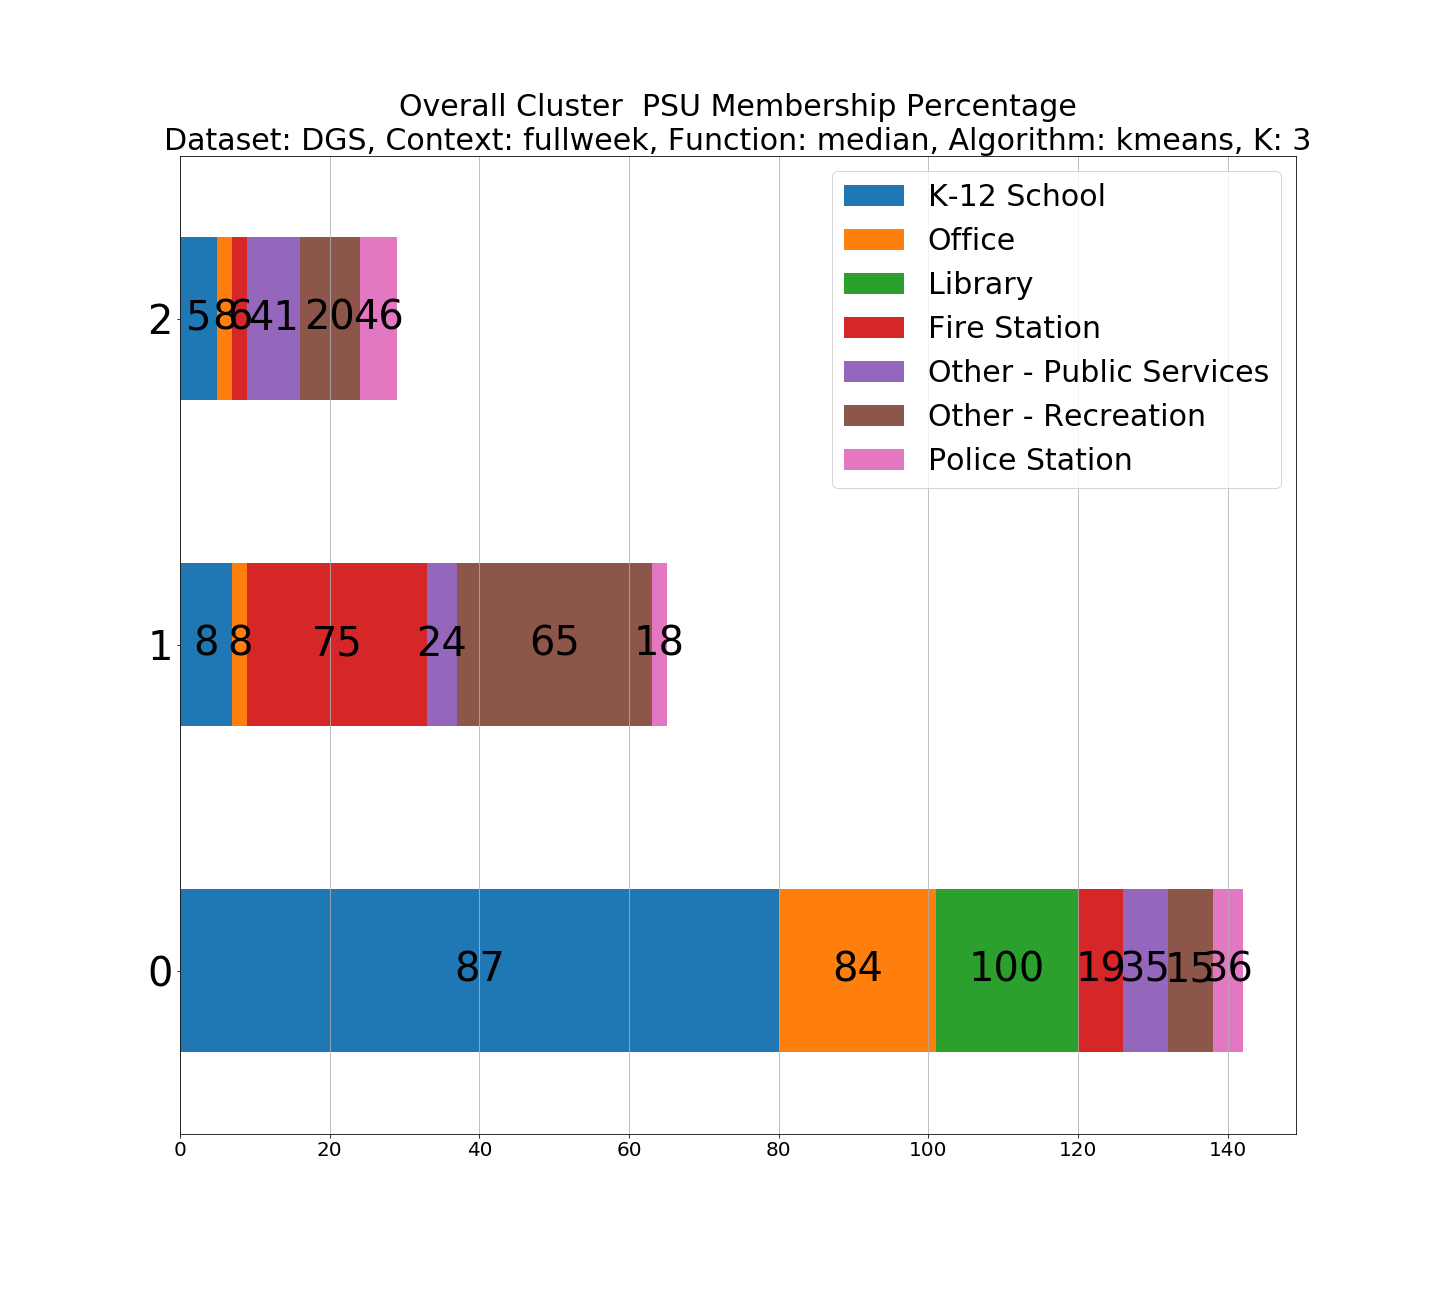 Overall Cluster  PSU Membership Percentage
Dataset: DGS, Context: fullweek, Function: median, Algorithm: kmeans, K: 3
K-12 School
Office
Library
Fire Station
Other - Public Services
Other - Recreation
Police Station
2 5 8 6 41 20 46
1 8 8 75 24 65 18
0 87 84 100 19 35 15 36
0 20 40 60 80 100 120 140